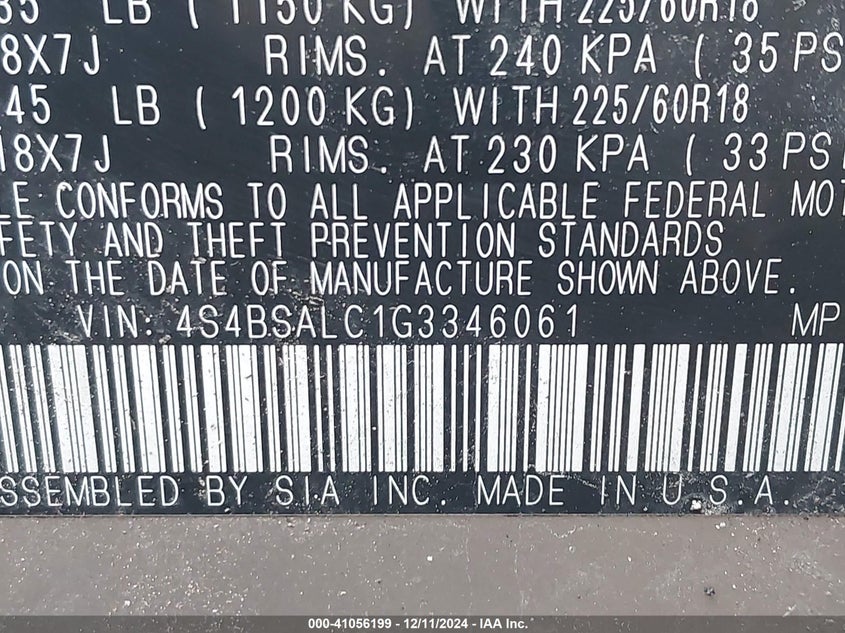 35 LB ( 1150 KG) WITH 225/60R18
8X7J RIMS. AT 240 KPA ( 35 PS
45 LB ( 1200 KG) WITH 225/60R18
18X7J RIMS. AT 230 KPA ( 33 PS
LE CONFORMS TO ALL APPLICABLE FEDERAL MOT
FETY AND THEFT PREVENTION STANDARDS
ON THE DATE OF MANUFACTURE SHOWN ABOVE.
VIN: 4S4BSALC1G3346061 MP
SSEMBLED BY SIA INC. MADE IN U.S.A.
000-41056199 - 12/11/2024 - IAA Inc.